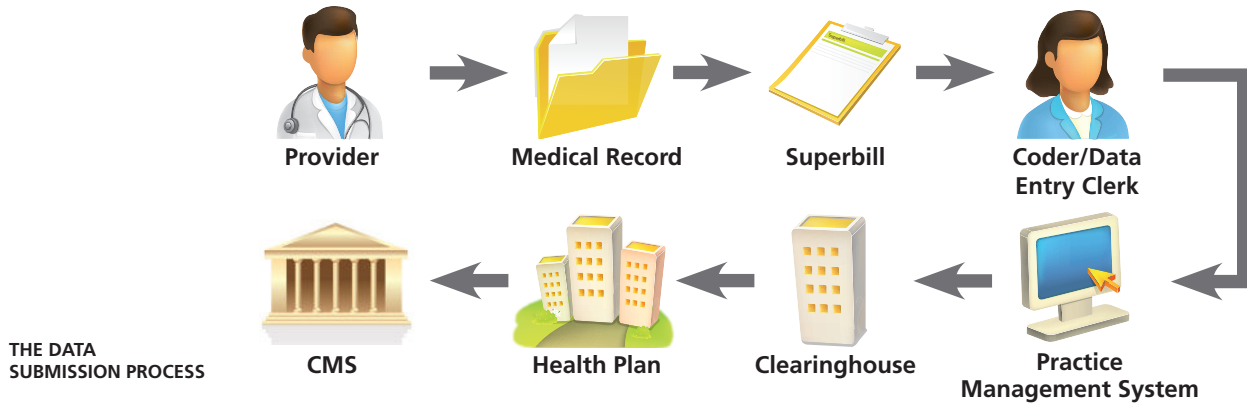 Provider
Medical Record
Superbill
Coder/Data
Entry Clerk
CMS
Health Plan
Clearinghouse
Practice
Management System
THE DATA
SUBMISSION PROCESS